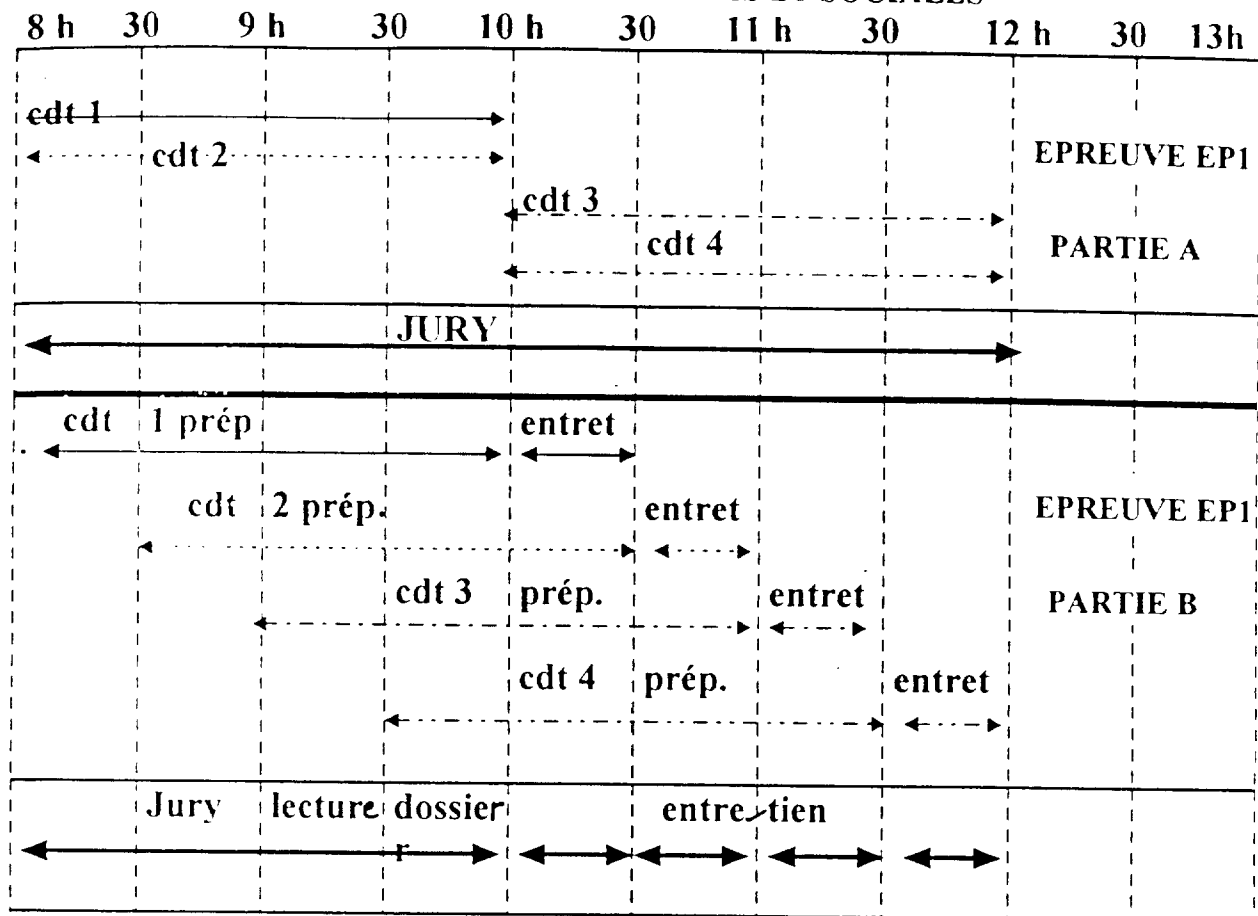 ET SOCIALES
8 h 30 9 h 30 10 h 30 11 h 30 12 h 30 13h
cdt 1
cdt 2 EPREUVE EP1
cdt 3
cdt 4 PARTIE A
JURY
cdt 1 prép entret
cdt 2 prép. entret EPREUVE EP1
cdt 3 prép. entret PARTIE B
cdt 4 prép. entret
Jury lecture dossier entretien
r